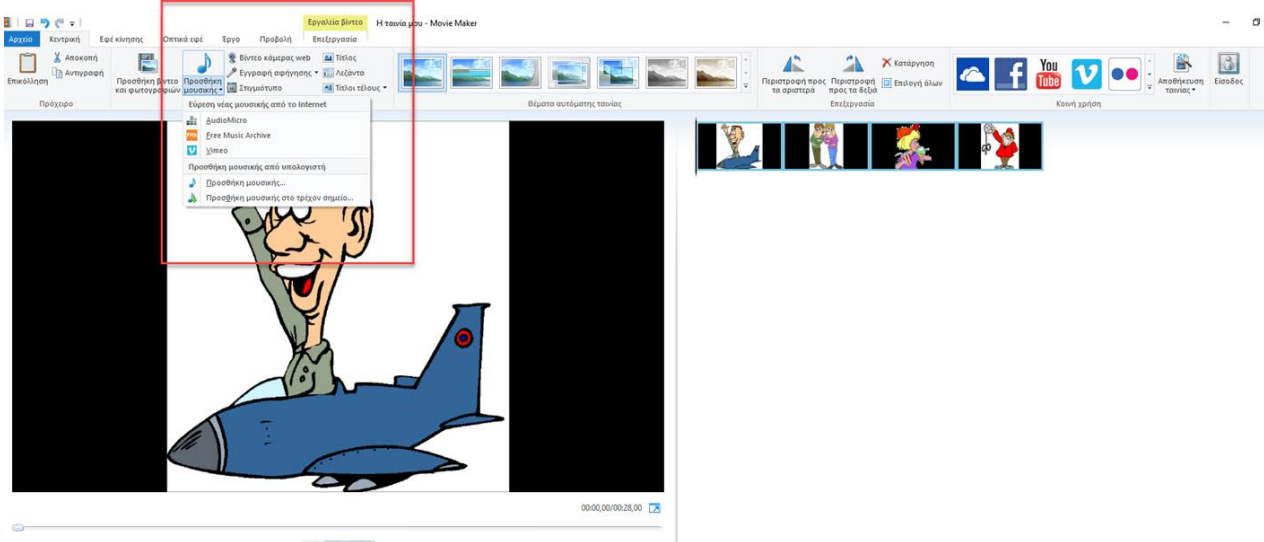 Εργαλεία βίντεο
Η ταινία μου - Movie Maker
Αρχείο Κεντρική Εφέ κίνησης Οπτικά εφέ Έργο Προβολή Επεξεργασία
Επικόλληση
Αποκοπή
Αντιγραφή
Πρόχειρο
Προσθήκη βίντεο
και φωτογραφιών
Προσθήκη
μουσικής
Βίντεο κάμερας web
Εγγραφή αφήγησης
Στιγμιότυπο
Τίτλος
Λεζάντα
Τίτλοι τέλους
Θέματα αυτόματης ταινίας
Περιστροφή προς
τα αριστερά
Περιστροφή
προς τα δεξιά
Κατάργηση
Επιλογή όλων
Επεξεργασία
You
Tube
Κοινή χρήση
Αποθήκευση
ταινίας
Είσοδος
Εύρεση νέας μουσικής από το Internet
AudioMicro
FMA
Free Music Archive
Vimeo
Προσθήκη μουσικής από υπολογιστή
Προσθήκη μουσικής...
Προσθήκη μουσικής στο τρέχον σημείο...
00:00,00/00:28,00